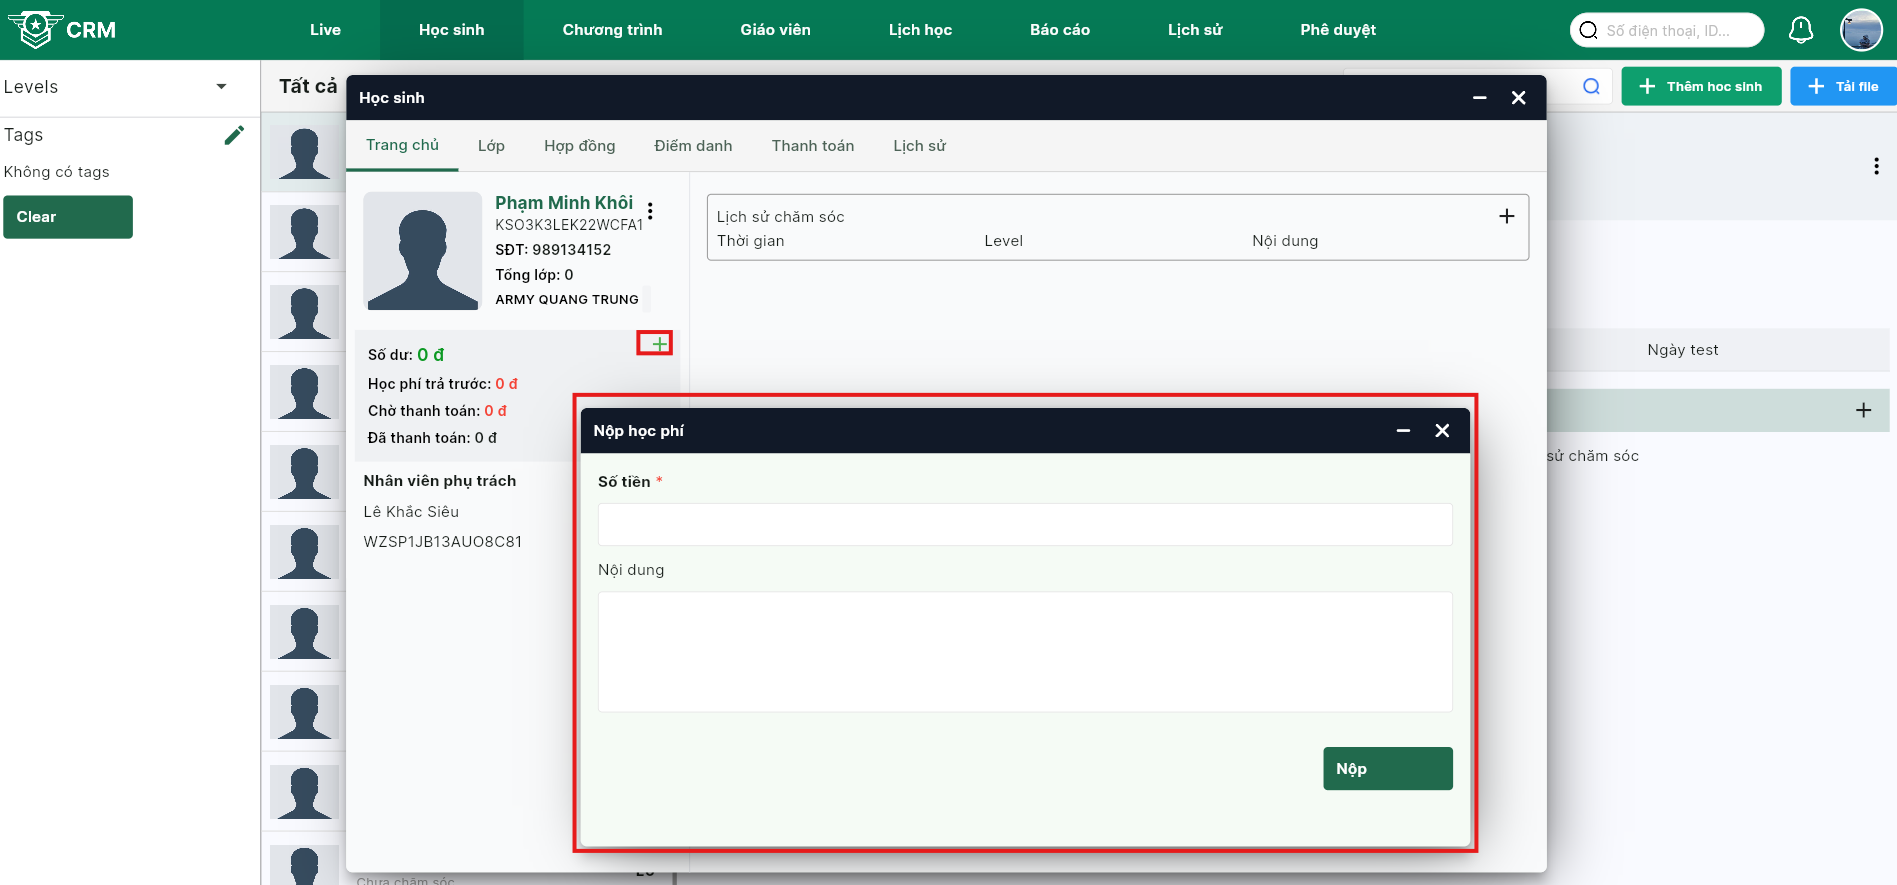 CRM
Live
Học sinh
Chương trình
Giáo viên
Lịch học
Báo cáo
Lịch sử
Phê duyệt
Số điện thoại, ID...
Levels
Tags
Không có tags
Clear
Tất cả
Thêm học sinh
Tải file
Học sinh
Trang chủ
Lớp
Hợp đồng
Điểm danh
Thanh toán
Lịch sử
Phạm Minh Khôi
KSO3K3LEK22WCFA1
SĐT: 989134152
Tổng lớp: 0
ARMY QUANG TRUNG
Số dư: 0 đ
Học phí trả trước: 0 đ
Chờ thanh toán: 0 đ
Đã thanh toán: 0 đ
Nhân viên phụ trách
Lê Khắc Siêu
WZSP1JB13AUO8C81
Lịch sử chăm sóc
Thời gian
Level
Nội dung
Nộp học phí
Số tiền *
Nội dung
Nộp
Ngày test
sử chăm sóc
Chưa chăm sóc